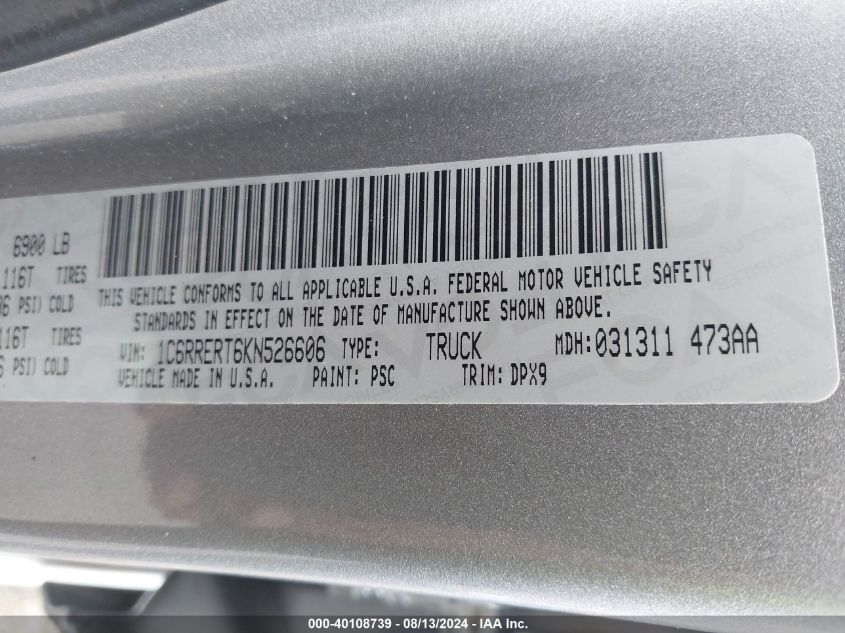 6900 LB
116T TIRES
PSI) COLD
116T TIRES
PSI) COLD
THIS VEHICLE CONFORMS TO ALL APPLICABLE U.S.A. FEDERAL MOTOR VEHICLE SAFETY
STANDARDS IN EFFECT ON THE DATE OF MANUFACTURE SHOWN ABOVE.
VIN: 1C6RRERT6KN526606 TYPE: TRUCK MDH: 031311 473AA
VEHICLE MADE IN U.S.A. PAINT: PSC TRIM: DPX9
000-40108739 - 08/13/2024 - IAA Inc.